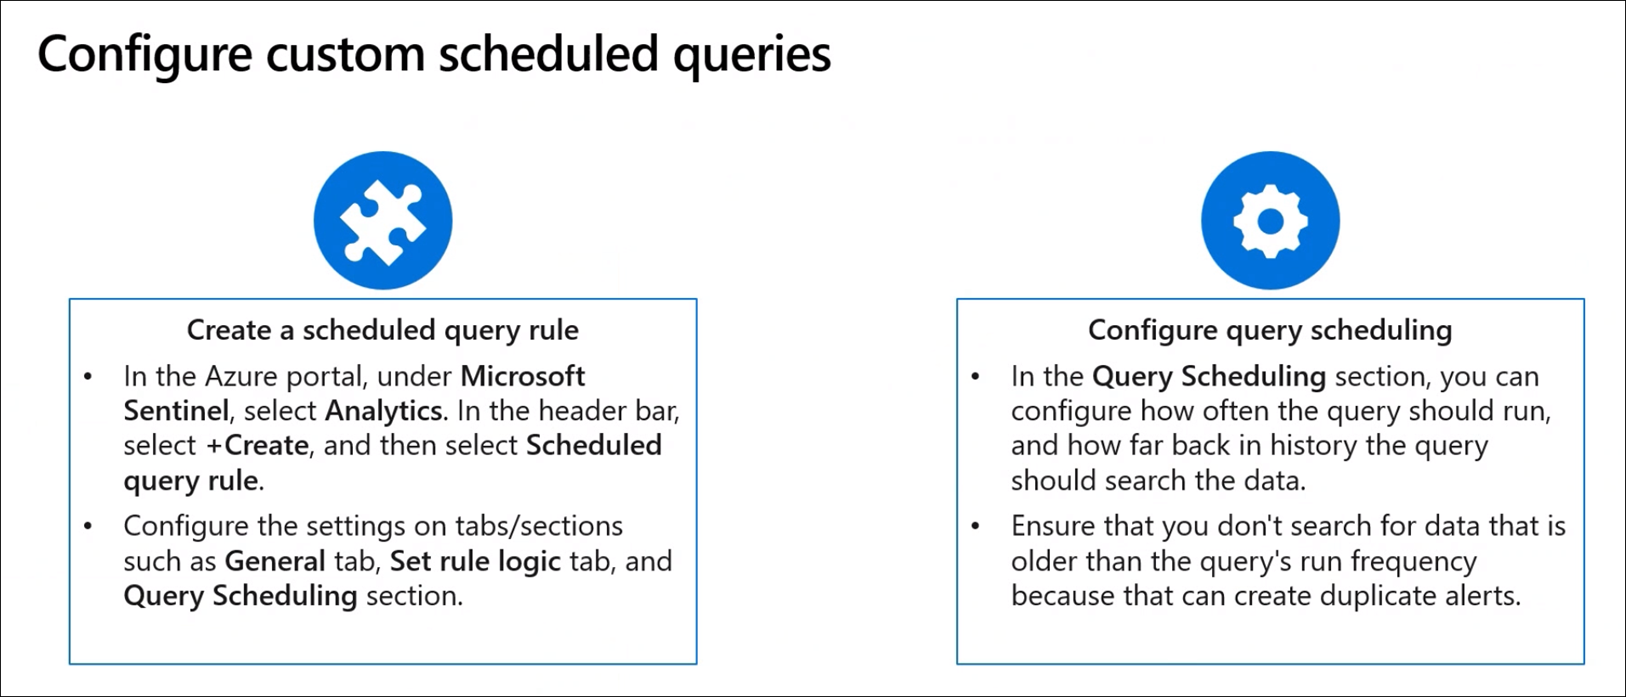 Configure custom scheduled queries
Create a scheduled query rule
• In the Azure portal, under Microsoft
Sentinel, select Analytics. In the header bar,
select +Create, and then select Scheduled
query rule.
• Configure the settings on tabs/sections
such as General tab, Set rule logic tab, and
Query Scheduling section.
Configure query scheduling
• In the Query Scheduling section, you can
configure how often the query should run,
and how far back in history the query
should search the data.
• Ensure that you don't search for data that is
older than the query's run frequency
because that can create duplicate alerts.